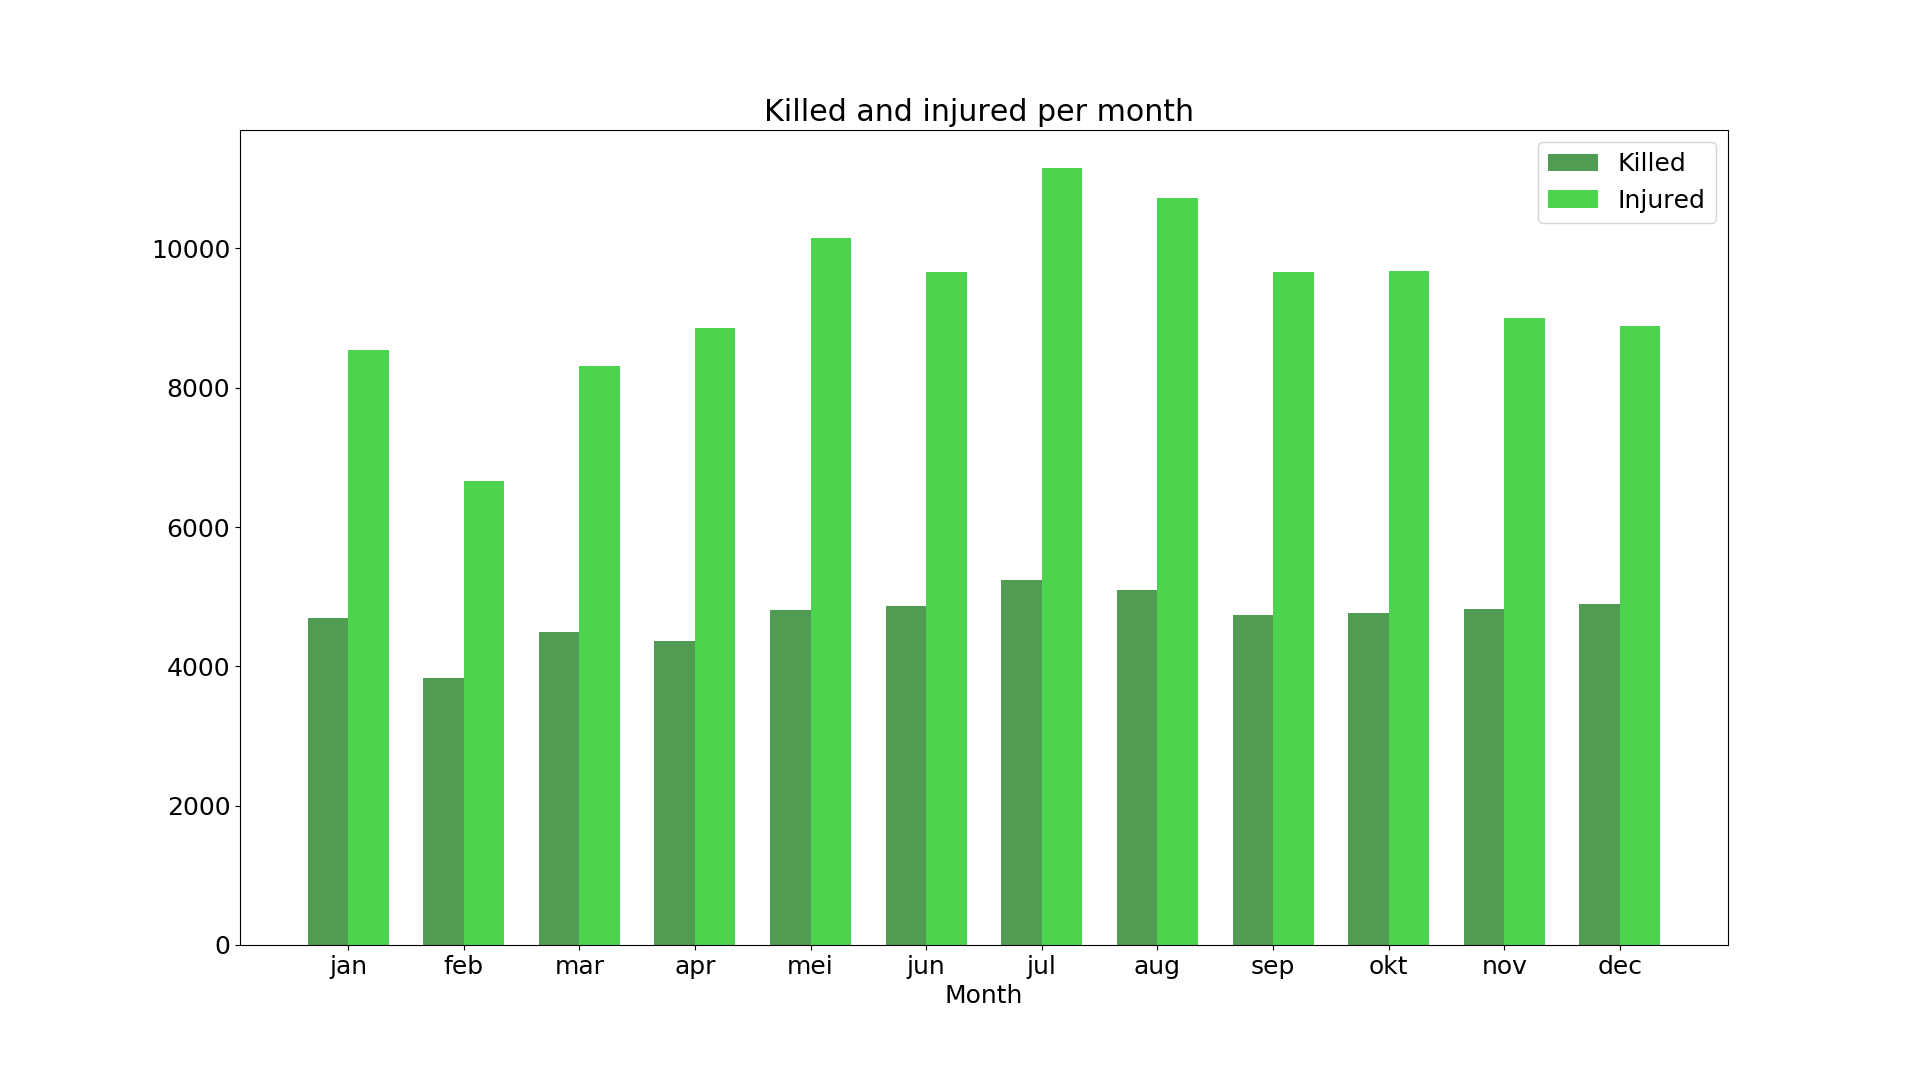 Killed and injured per month
Killed
Injured
10000
8000
6000
4000
2000
0
jan feb mar apr mei jun jul aug sep okt nov dec
Month